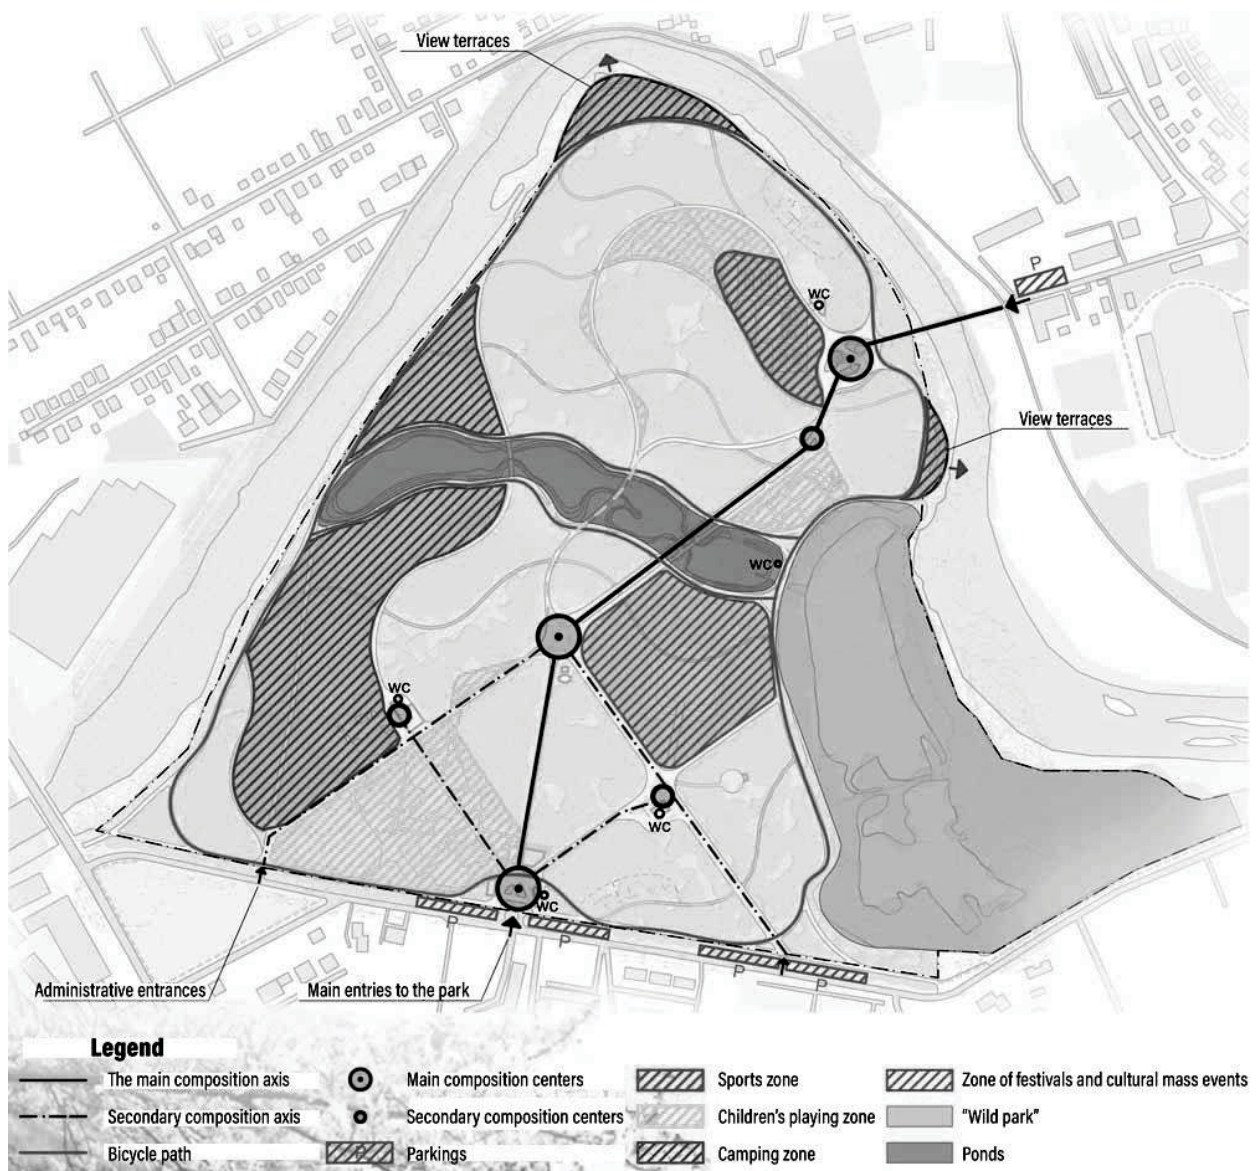 View terraces
P
WC
View terraces
WC
WC
WC
WC
P
P
P
P
Administrative entrances
Main entries to the park
Legend
The main composition axis
Main composition centers
Sports zone
Zone of festivals and cultural mass events
Secondary composition axis
Secondary composition centers
Children's playing zone
"Wild park"
Bicycle path
P
Parkings
Camping zone
Ponds